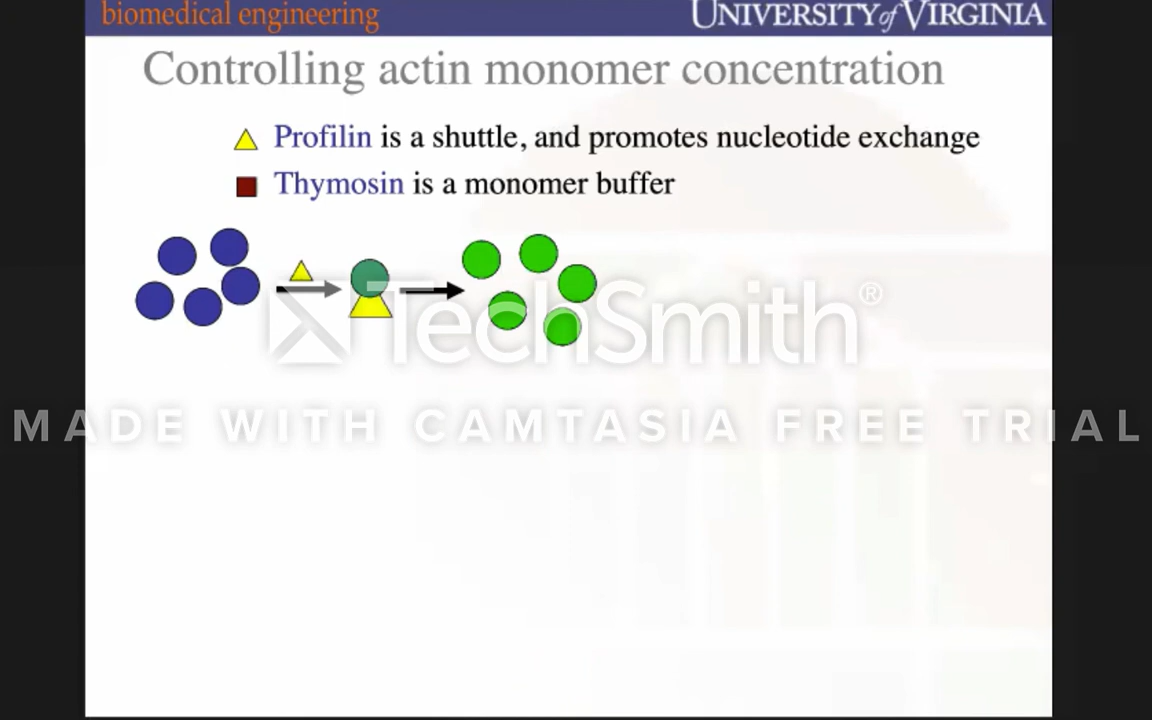 biomedical engineering
UNIVERSITY of VIRGINIA
Controlling actin monomer concentration
Profilin is a shuttle, and promotes nucleotide exchange
Thymosin is a monomer buffer
TechSmith®
MADE WITH CAMTASIA FREE TRIAL